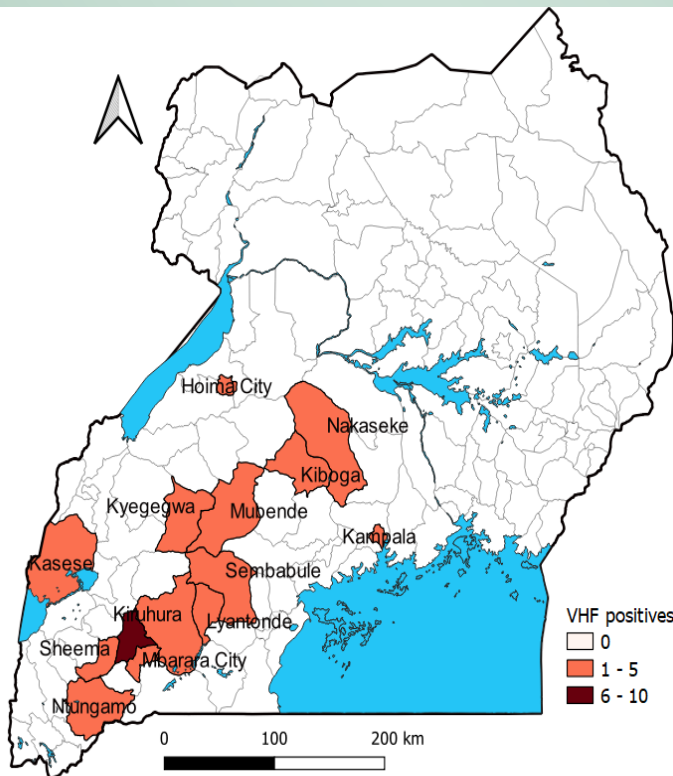 Hoima City
Nakaseke
Kiboga
Kyegegwa
Mubende
Kampala
Kasese
Sembabule
Kiruhura
Lyantonde
Sheema
Mbarara City
Ntungamo
VHF positives
0
1 - 5
6 - 10
0 100 200 km